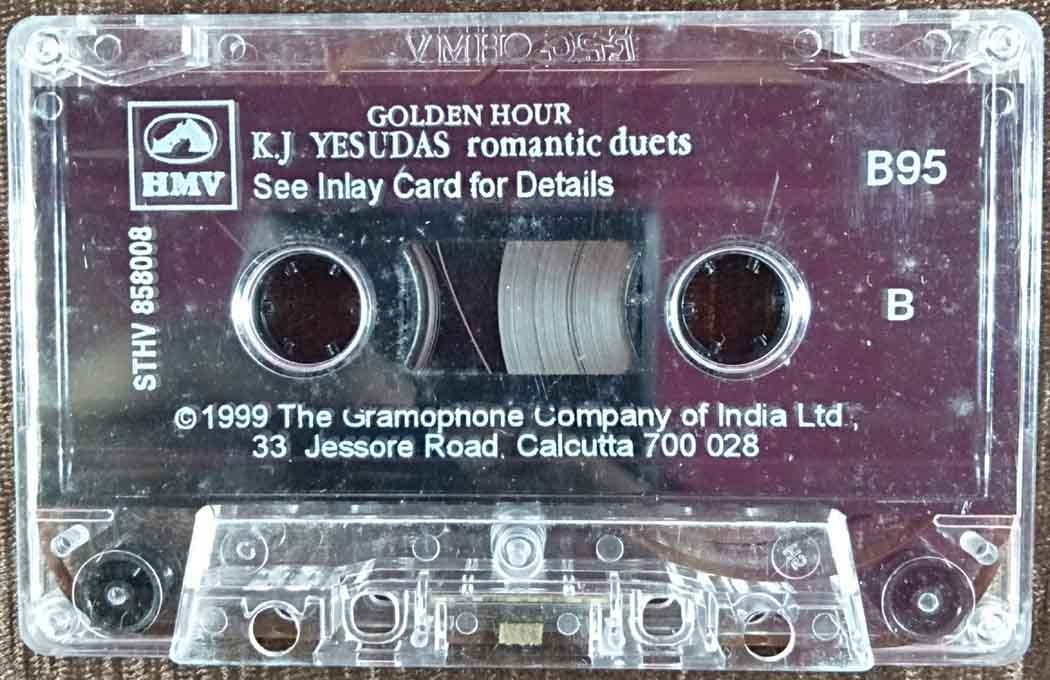 GOLDEN HOUR
K.J YESUDAS romantic duets
See Inlay Card for Details
HMV
B95
STHV 858008
B
©1999 The Gramophone Company of India Ltd.,
33, Jessore Road, Calcutta 700 028